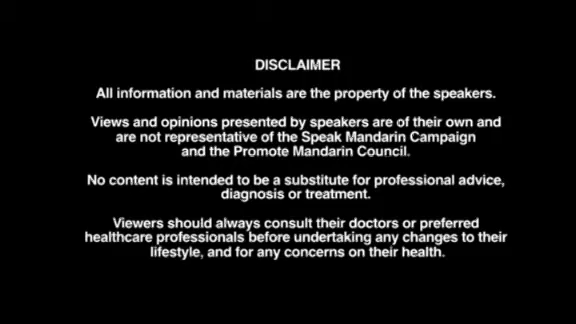 DISCLAIMER
All information and materials are the property of the speakers.
Views and opinions presented by speakers are of their own and
are not representative of the Speak Mandarin Campaign
and the Promote Mandarin Council.
No content is intended to be a substitute for professional advice,
diagnosis or treatment.
Viewers should always consult their doctors or preferred
healthcare professionals before undertaking any changes to their
lifestyle, and for any concerns on their health.